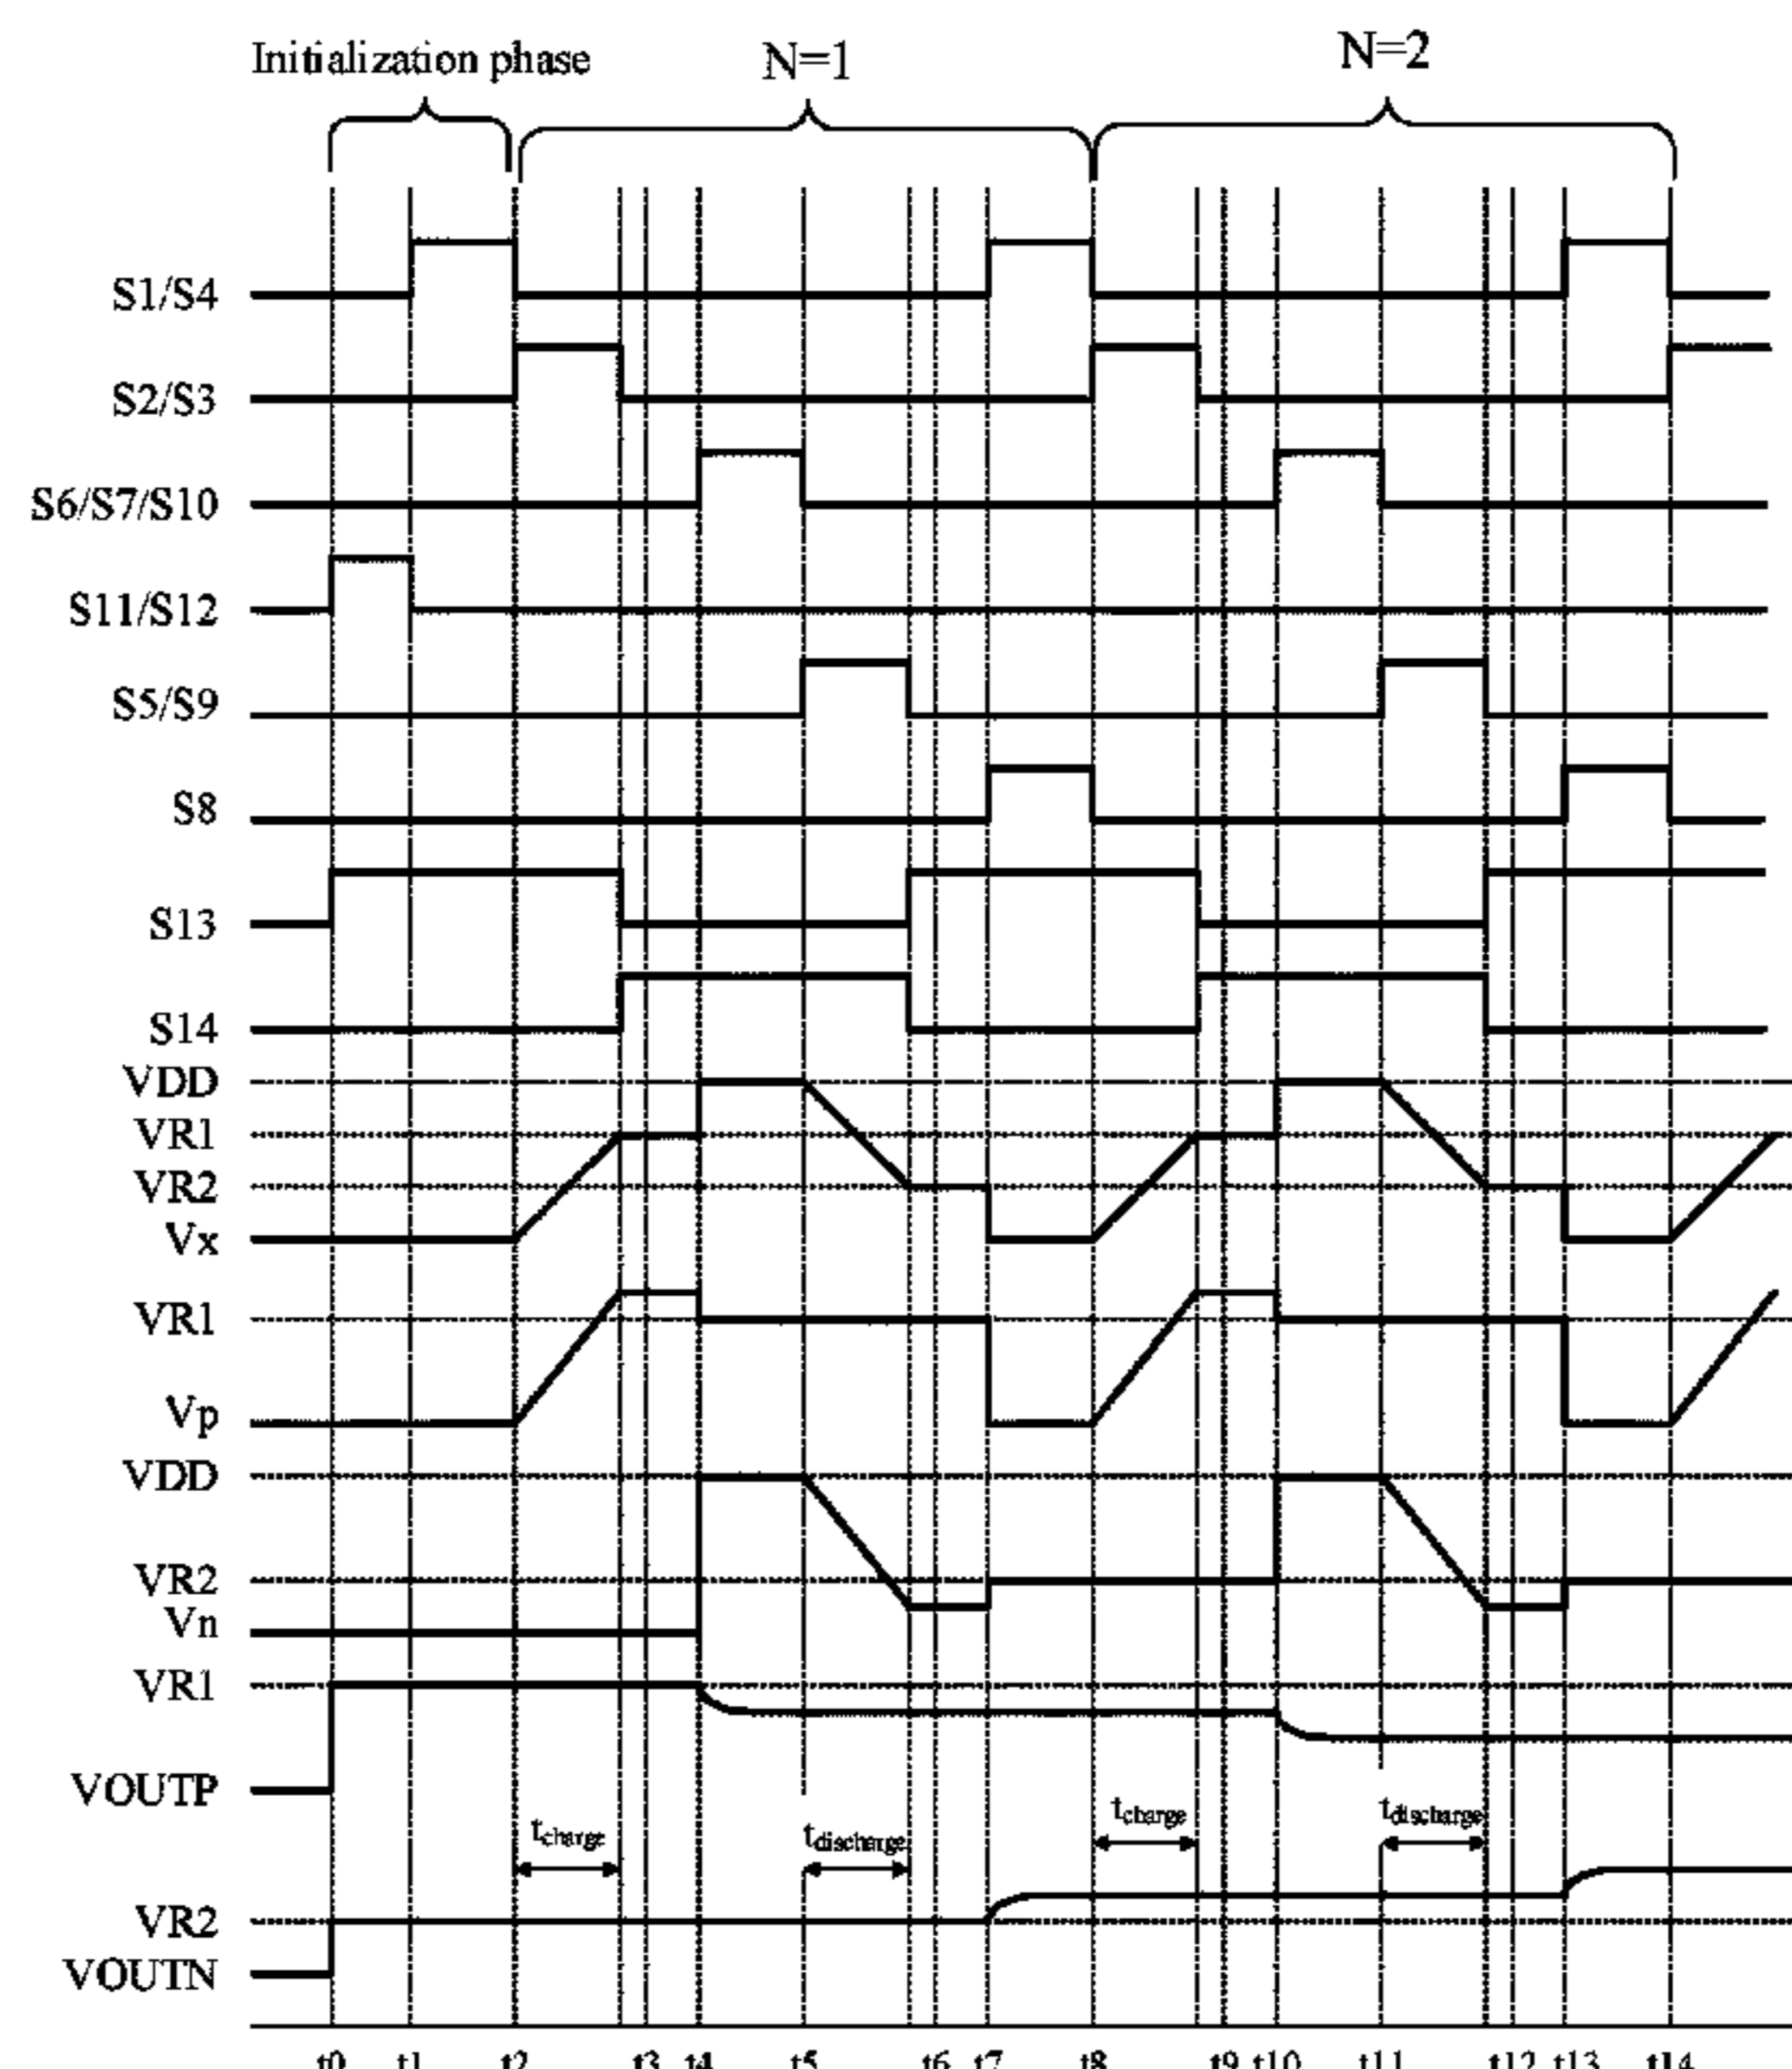 Initialization phase N=1 N=2
S1/S4
S2/S3
S6/S7/S10
S11/S12
S5/S9
S8
S13
S14
VDD
VR1
VR2
Vx
VR1
Vp
VDD
VR2
Vn
VR1
VOUTP
tcharge tdischarge tcharge tdischarge
VR2
VOUTN
t0 t1 t2 t3 t4 t5 t6 t7 t8 t9 t10 t11 t12 t13 t14